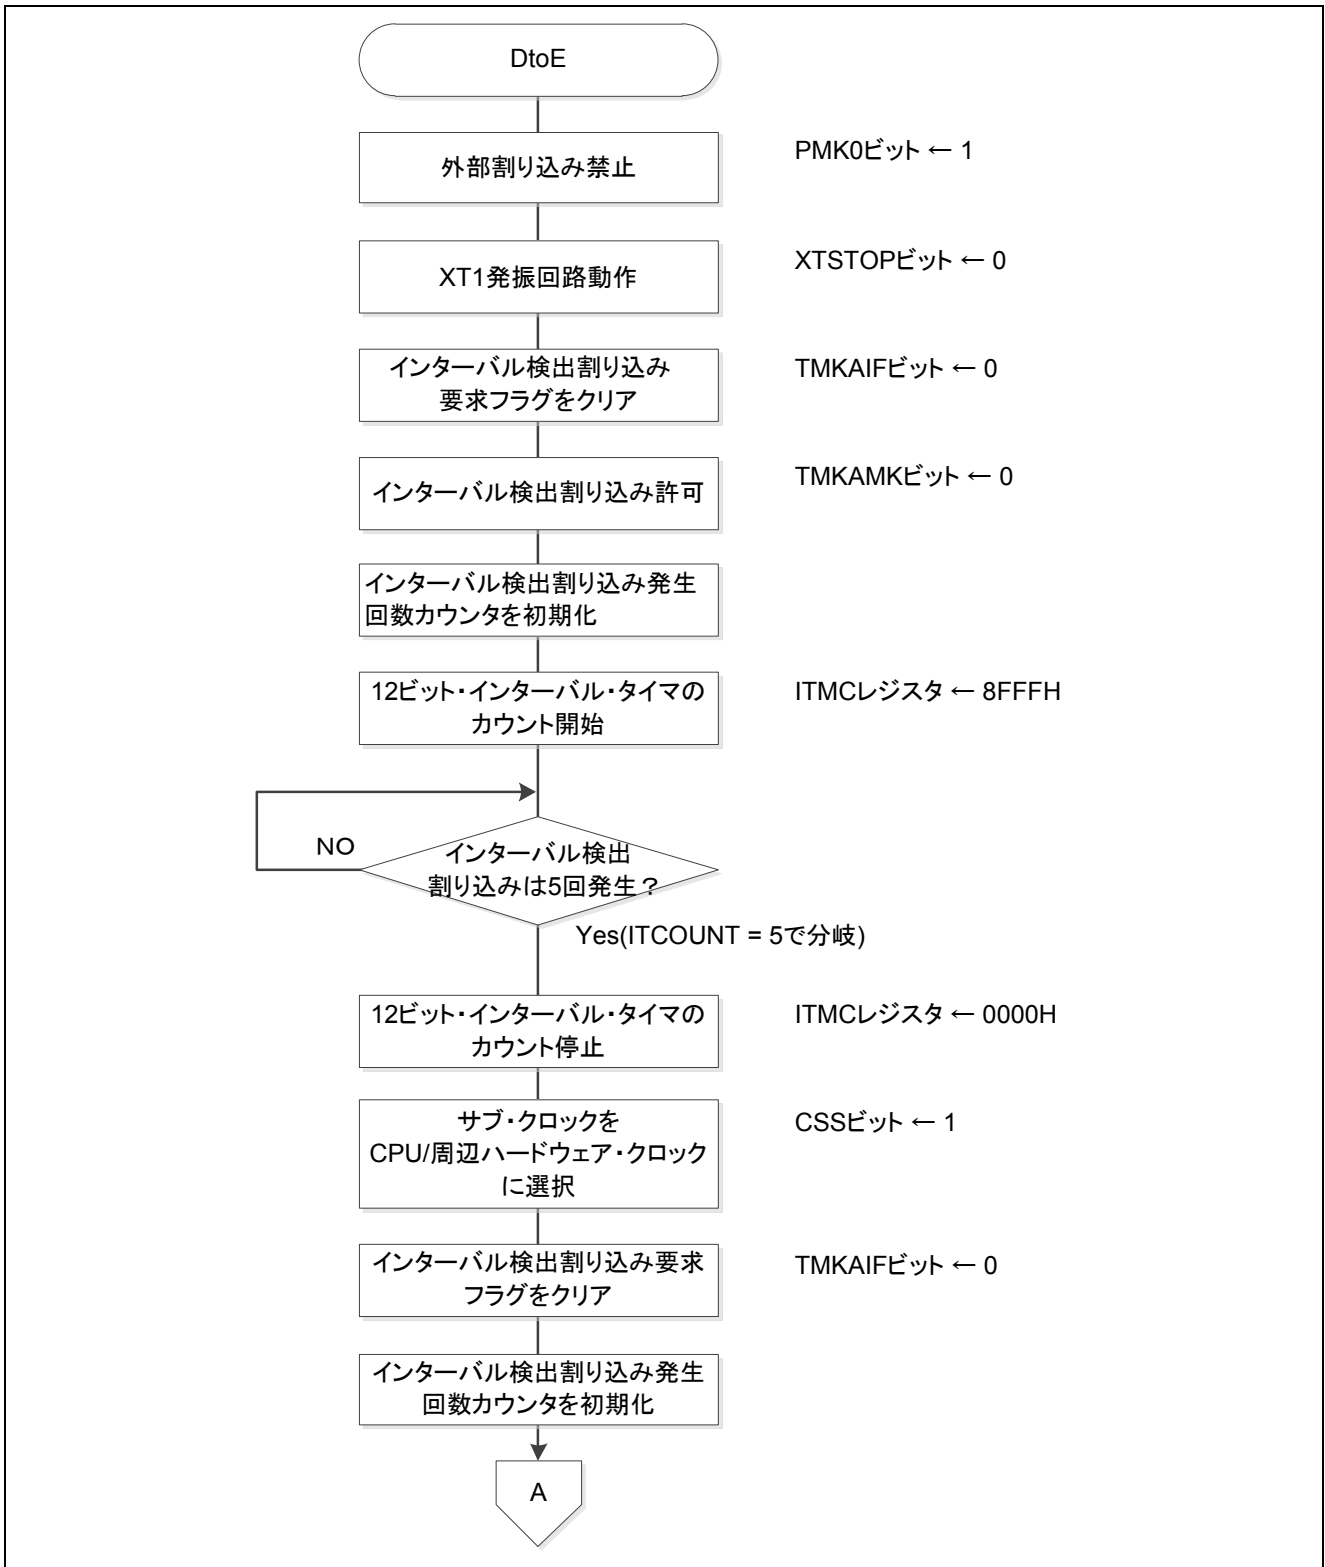 DtoE
外部割り込み禁止
PMK0ビット ← 1
XT1発振回路動作
XTSTOPビット ← 0
インターバル検出割り込み
要求フラグをクリア
TMKAIFビット ← 0
インターバル検出割り込み許可
TMKAMKビット ← 0
インターバル検出割り込み発生
回数カウンタを初期化
12ビット・インターバル・タイマの
カウント開始
ITMCレジスタ ← 8FFFH
NO
インターバル検出
割り込みは5回発生？
Yes(ITCOUNT = 5で分岐)
12ビット・インターバル・タイマの
カウント停止
ITMCレジスタ ← 0000H
サブ・クロックを
CPU/周辺ハードウェア・クロック
に選択
CSSビット ← 1
インターバル検出割り込み要求
フラグをクリア
TMKAIFビット ← 0
インターバル検出割り込み発生
回数カウンタを初期化
A